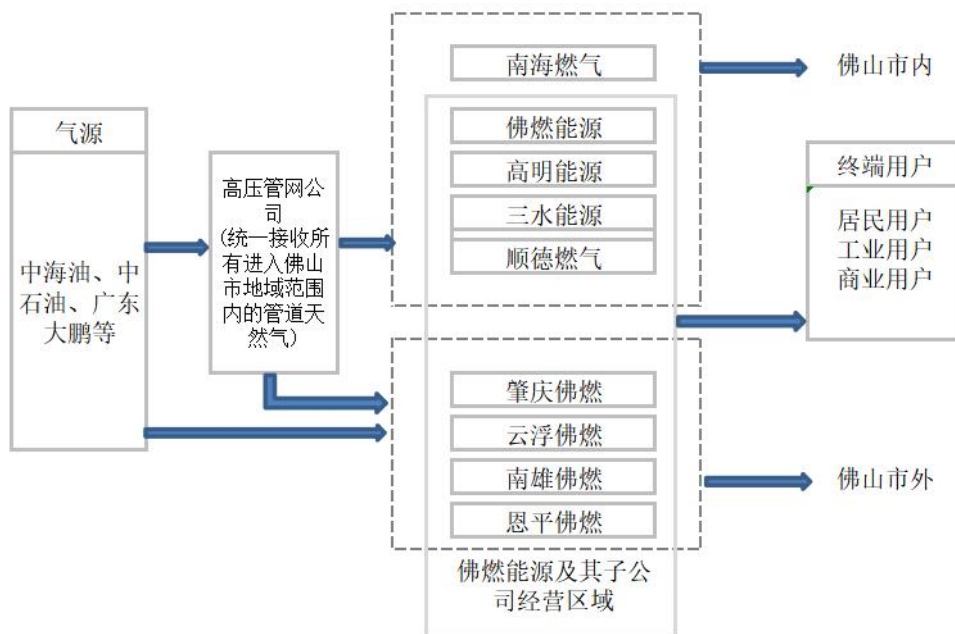 气源
中海油、中
石油、广东
大鹏等
高压管网公
司
(统一接收所
有进入佛山
市地域范围
内的管道天
然气)
南海燃气
佛燃能源
高明能源
三水能源
顺德燃气
肇庆佛燃
云浮佛燃
南雄佛燃
恩平佛燃
佛燃能源及其子公
司经营区域
佛山市内
终端用户
居民用户
工业用户
商业用户
佛山市外